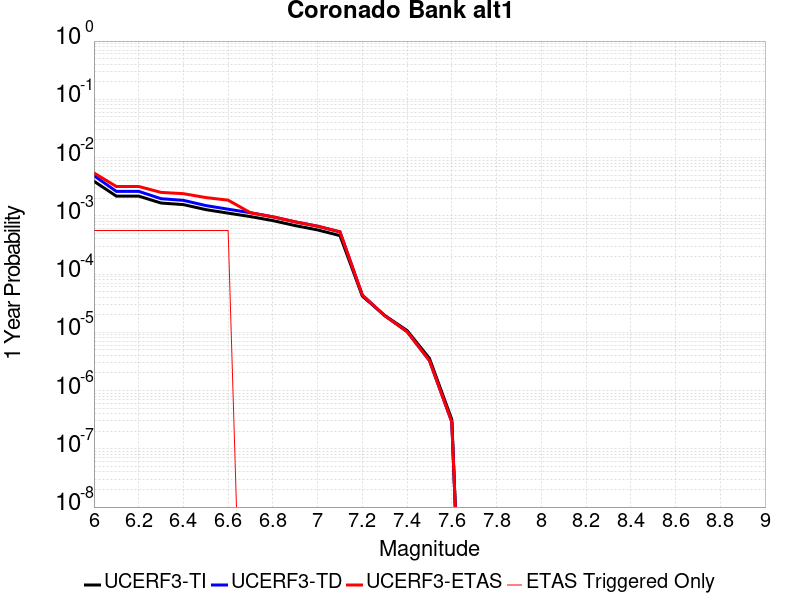 Coronado Bank alt1
10^0
10^-1
10^-2
10^-3
10^-4
10^-5
10^-6
10^-7
10^-8
1 Year Probability
6 6.2 6.4 6.6 6.8 7 7.2 7.4 7.6 7.8 8 8.2 8.4 8.6 8.8 9
Magnitude
UCERF3-TI UCERF3-TD UCERF3-ETAS ETAS Triggered Only